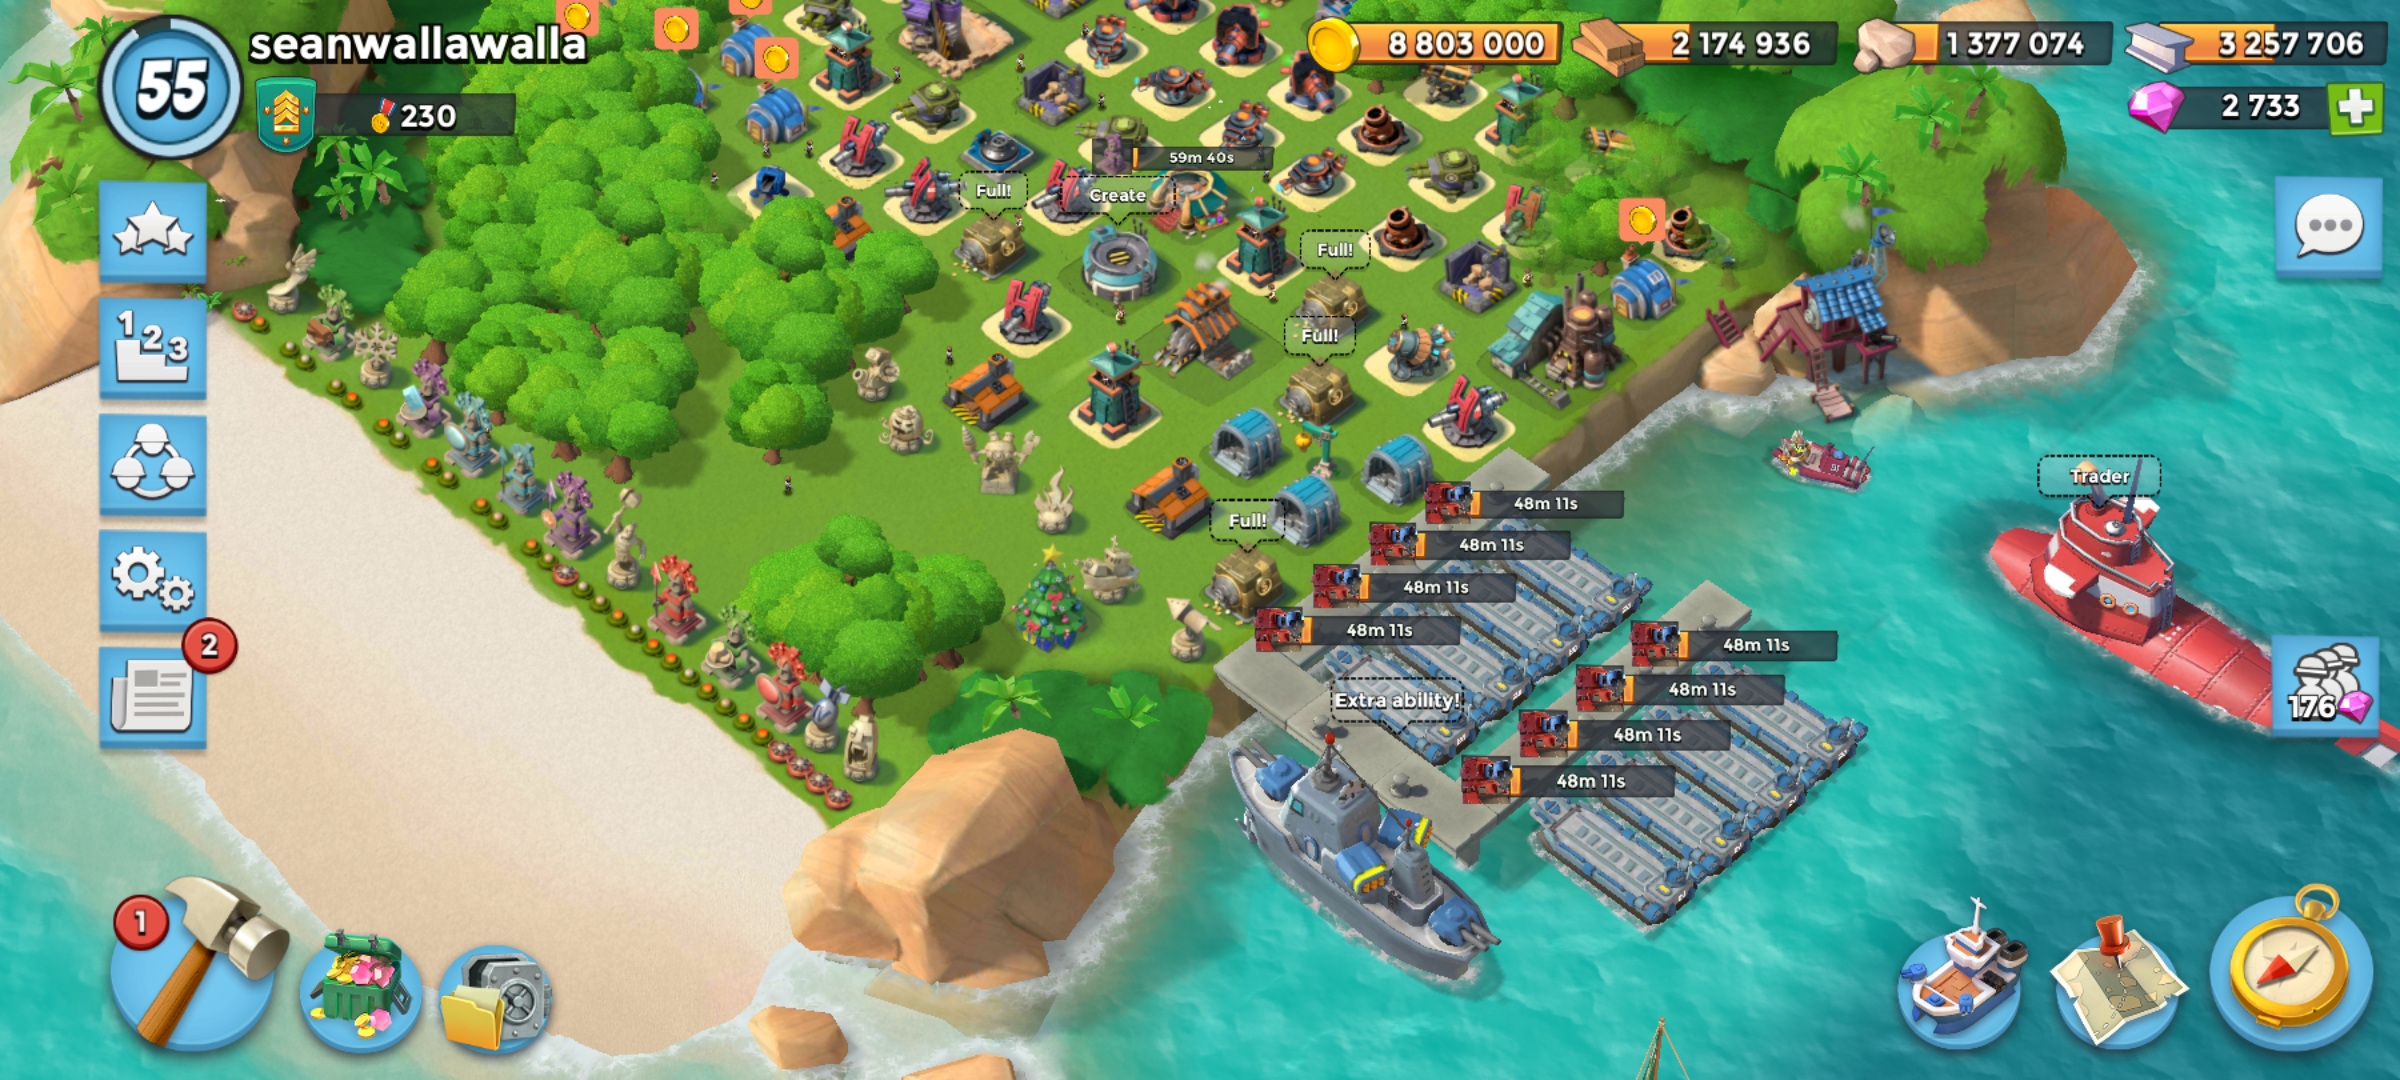 seanwallawalla
55
230
8 803 000
2 174 936
1 377 074
3 257 706
2 733
59m 40s
Full!
Create
Full!
Full!
123
Trader
48m 11s
Full!
48m 11s
48m 11s
48m 11s
2
48m 11s
48m 11s
Extra ability!
176
48m 11s
48m 11s
1